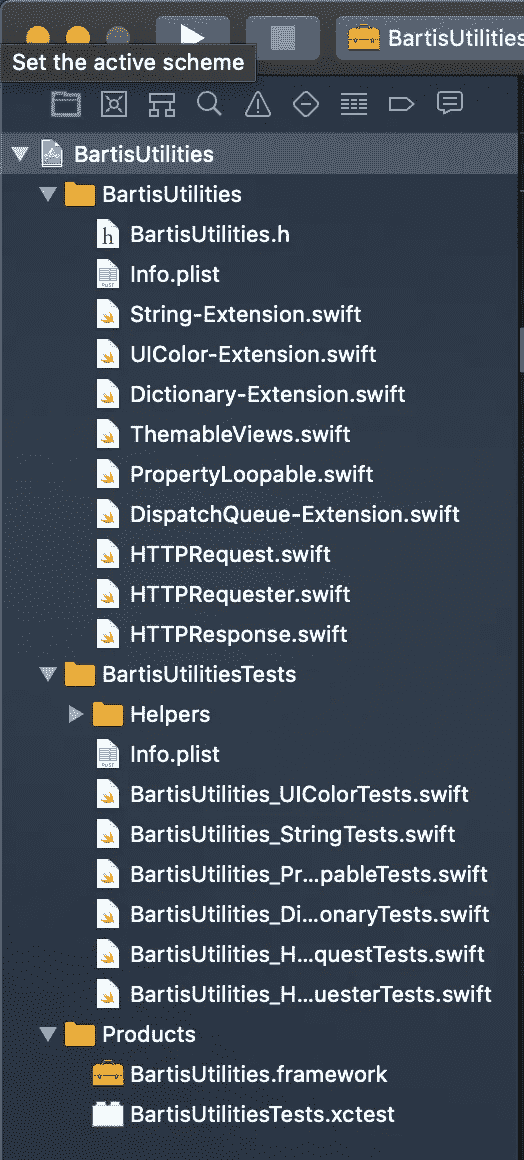 BartisUtilities
Set the active scheme
BartisUtilities
BartisUtilities
BartisUtilities.h
Info.plist
String-Extension.swift
UIColor-Extension.swift
Dictionary-Extension.swift
ThemableViews.swift
PropertyLoopable.swift
DispatchQueue-Extension.swift
HTTPRequest.swift
HTTPRequester.swift
HTTPResponse.swift
BartisUtilitiesTests
Helpers
Info.plist
BartisUtilities_UIColorTests.swift
BartisUtilities_StringTests.swift
BartisUtilities_Pr...pableTests.swift
BartisUtilities_Di...onaryTests.swift
BartisUtilities_H...questTests.swift
BartisUtilities_H...uesterTests.swift
Products
BartisUtilities.framework
BartisUtilitiesTests.xctest